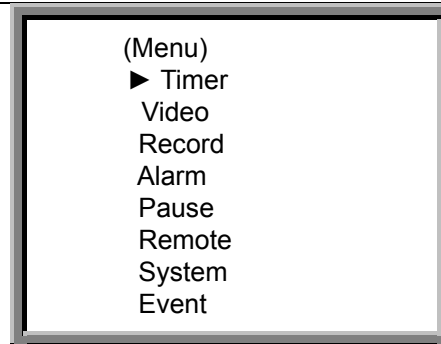 (Menu)
► Timer
Video
Record
Alarm
Pause
Remote
System
Event